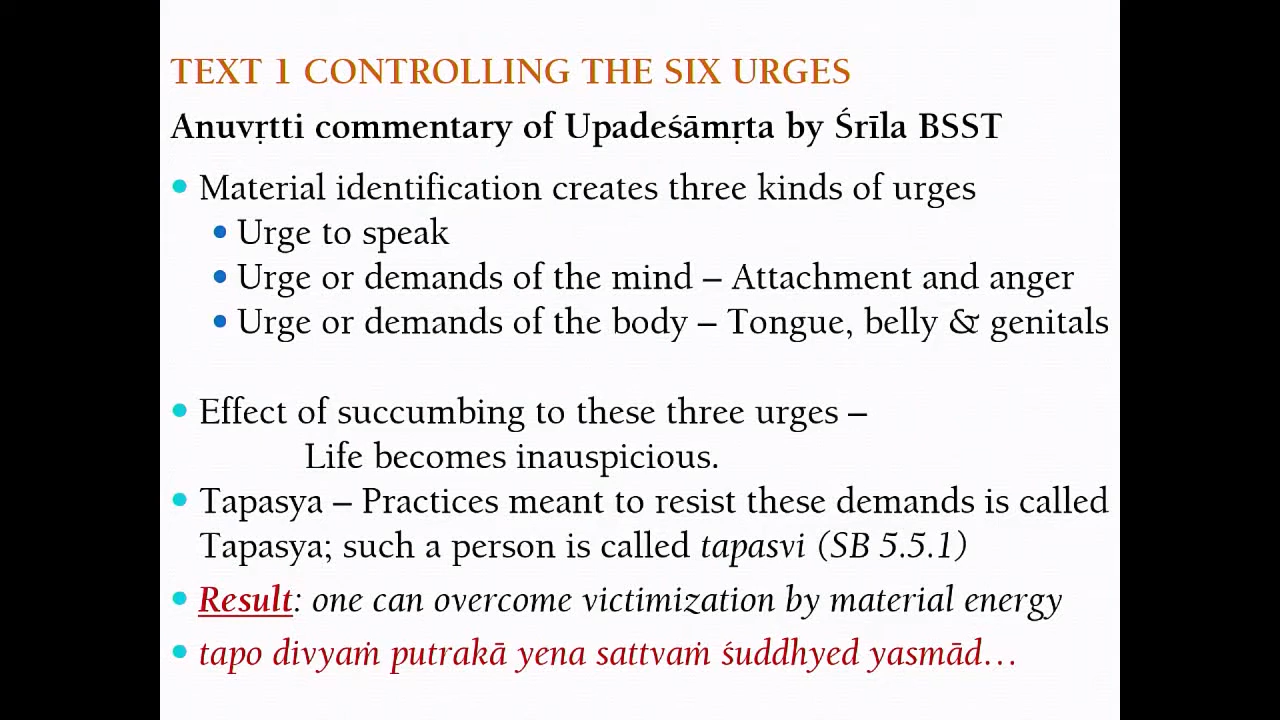 TEXT 1 CONTROLLING THE SIX URGES
Anuvṛtti commentary of Upadeśāmṛta by Śrīla BSST
• Material identification creates three kinds of urges
• Urge to speak
• Urge or demands of the mind – Attachment and anger
• Urge or demands of the body – Tongue, belly & genitals
• Effect of succumbing to these three urges –
Life becomes inauspicious.
• Tapasya – Practices meant to resist these demands is called
Tapasya; such a person is called tapasvi (SB 5.5.1)
• Result: one can overcome victimization by material energy
• tapo divyaṁ putrakā yena sattvaṁ śuddhyed yasmād…